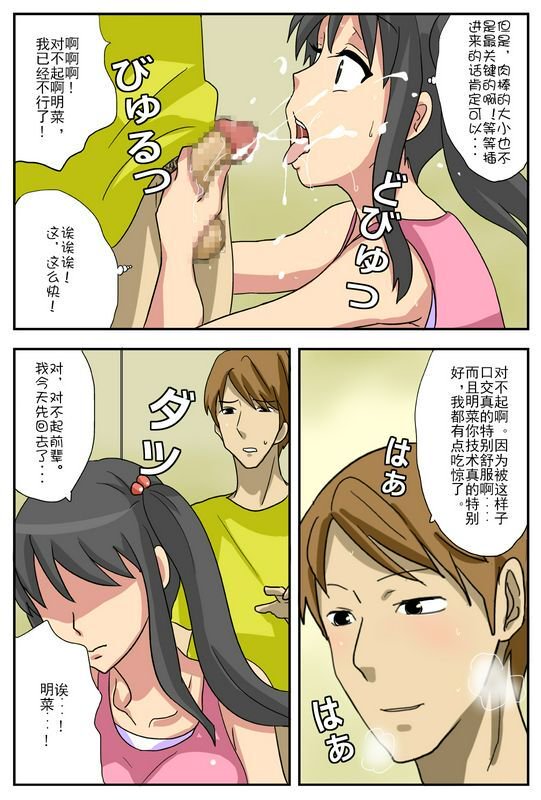 但是，肉棒的大小也不
是最关键的啊！等等插
进来的话肯定可以...
啊啊啊！
对不起啊明菜，
我已经不行了！
びゅるっ
どびゅっ
诶诶诶！
这，这么快！
对不起啊。因为被这样子
口交真的特别舒服啊...
而且明菜你技术真的特别
好，我都有点吃惊了。
はぁ
はぁ
对，对不起前辈。
我今天先回去了...
ダッ
诶...！
明菜...！